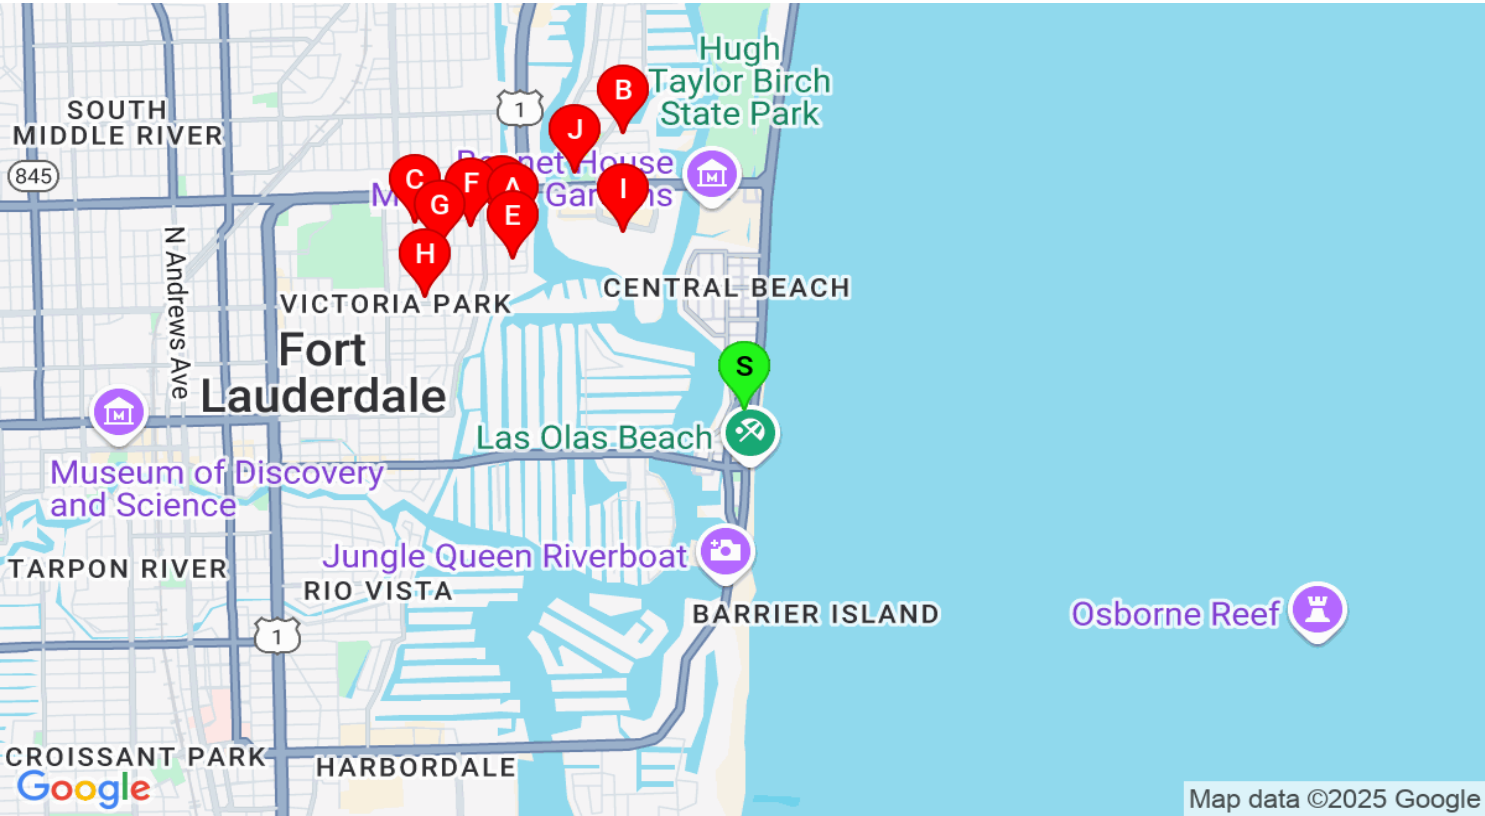 Hugh
Taylor Birch
State Park
SOUTH
MIDDLE RIVER
1
B
J
845
C
F
A
G
E
I
H
House
N Andrews Ave
CENTRAL BEACH
VICTORIA PARK
Fort
Lauderdale
S
Las Olas Beach
Museum of Discovery
and Science
Jungle Queen Riverboat
TARPON RIVER
RIO VISTA
BARRIER ISLAND
Osborne Reef
1
CROISSANT PARK
HARBORDALE
Google
Map data ©2025 Google